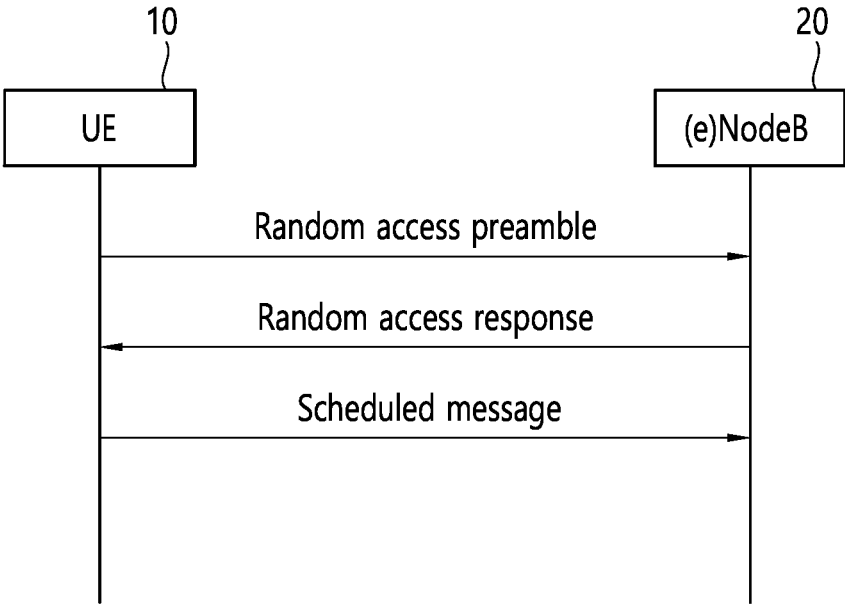 10
20
UE
(e)NodeB
Random access preamble
Random access response
Scheduled message